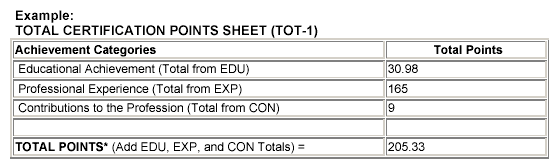 Example:
TOTAL CERTIFICATION POINTS SHEET (TOT-1)
Achievement Categories Total Points
Educational Achievement (Total from EDU) 30.98
Professional Experience (Total from EXP) 165
Contributions to the Profession (Total from CON) 9
TOTAL POINTS* (Add EDU, EXP, and CON Totals) = 205.33